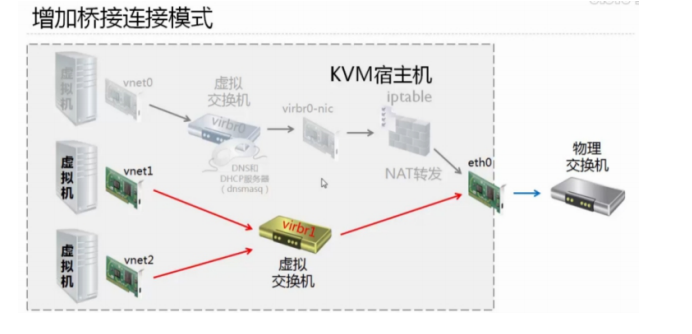 增加桥接连接模式
KVM宿主机
虚拟机
vnet0
虚拟
交换机
virbr0
DNS和
DHCP服务器
（dnsmasq）
virbr0-nic
iptable
NAT转发
eth0
物理
交换机
虚拟机
vnet1
virbr1
虚拟
交换机
虚拟机
vnet2